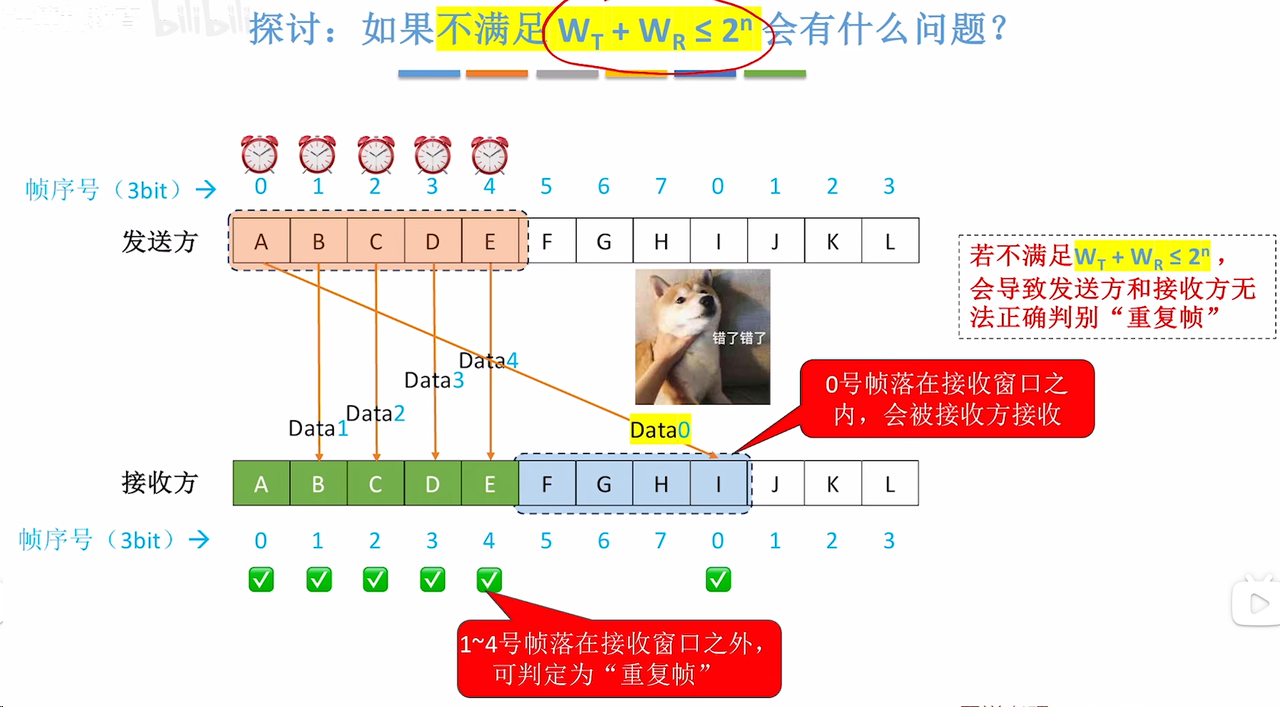 bilibili
探讨：如果不满足 W_T + W_R ≤ 2ⁿ 会有什么问题？
帧序号（3bit）→ 0 1 2 3 4 5 6 7 0 1 2 3
发送方 A B C D E F G H I J K L
若不满足W_T + W_R ≤ 2ⁿ，
会导致发送方和接收方无
法正确判别“重复帧”
错了错了
Data4
Data3
Data2
Data1
Data0
0号帧落在接收窗口之
内，会被接收方接收
接收方 A B C D E F G H I J K L
帧序号（3bit）→ 0 1 2 3 4 5 6 7 0 1 2 3
1~4号帧落在接收窗口之外，
可判定为“重复帧”